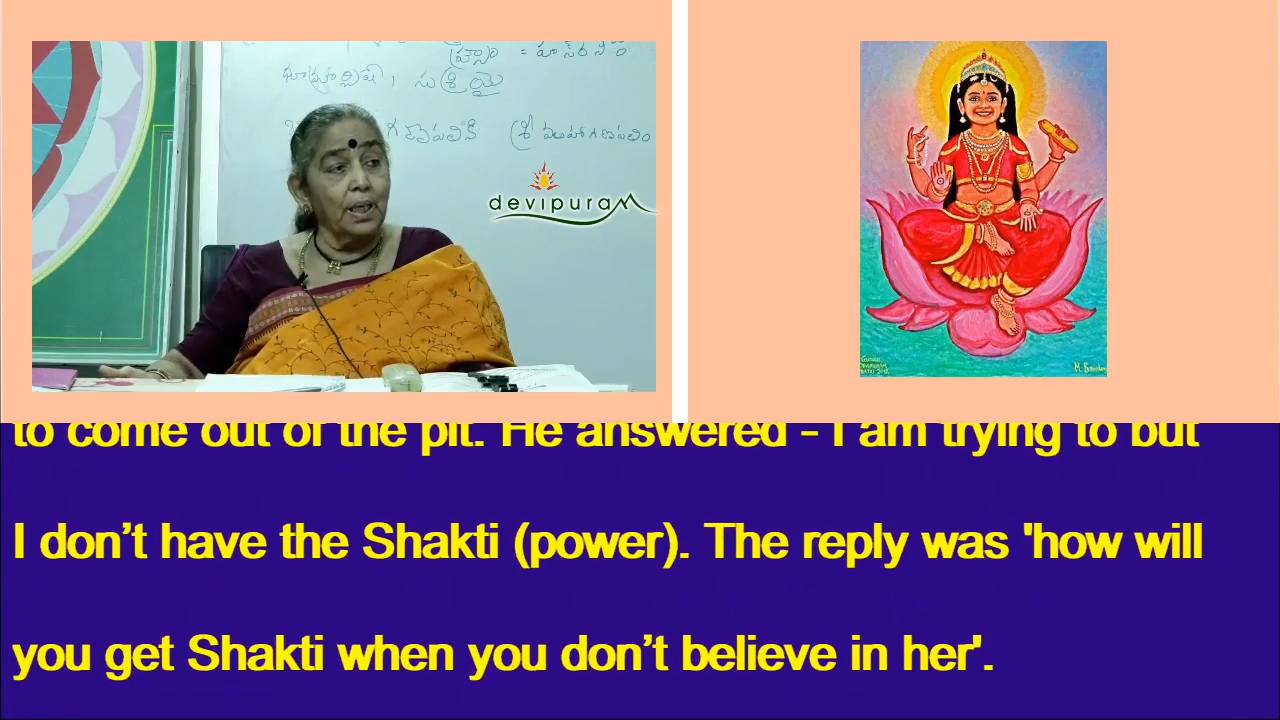 సుశ్రియై
devipuram
to come out of the pit. He answered - I am trying to but
I don’t have the Shakti (power). The reply was 'how will
you get Shakti when you don’t believe in her'.